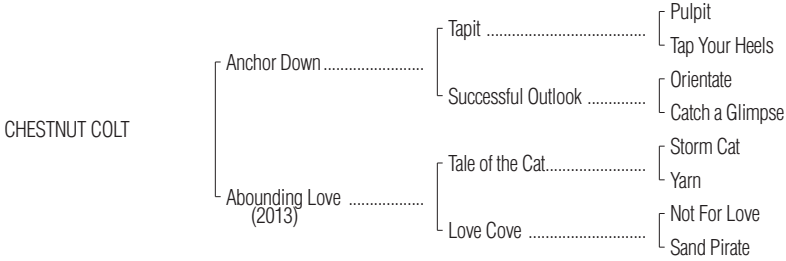 Pulpit
Tapit ....................................
Tap Your Heels
Anchor Down.......................
Orientate
Successful Outlook .............
Catch a Glimpse
CHESTNUT COLT
Storm Cat
Tale of the Cat.......................
Yarn
Abounding Love .................
(2013)
Not For Love
Love Cove ..........................
Sand Pirate